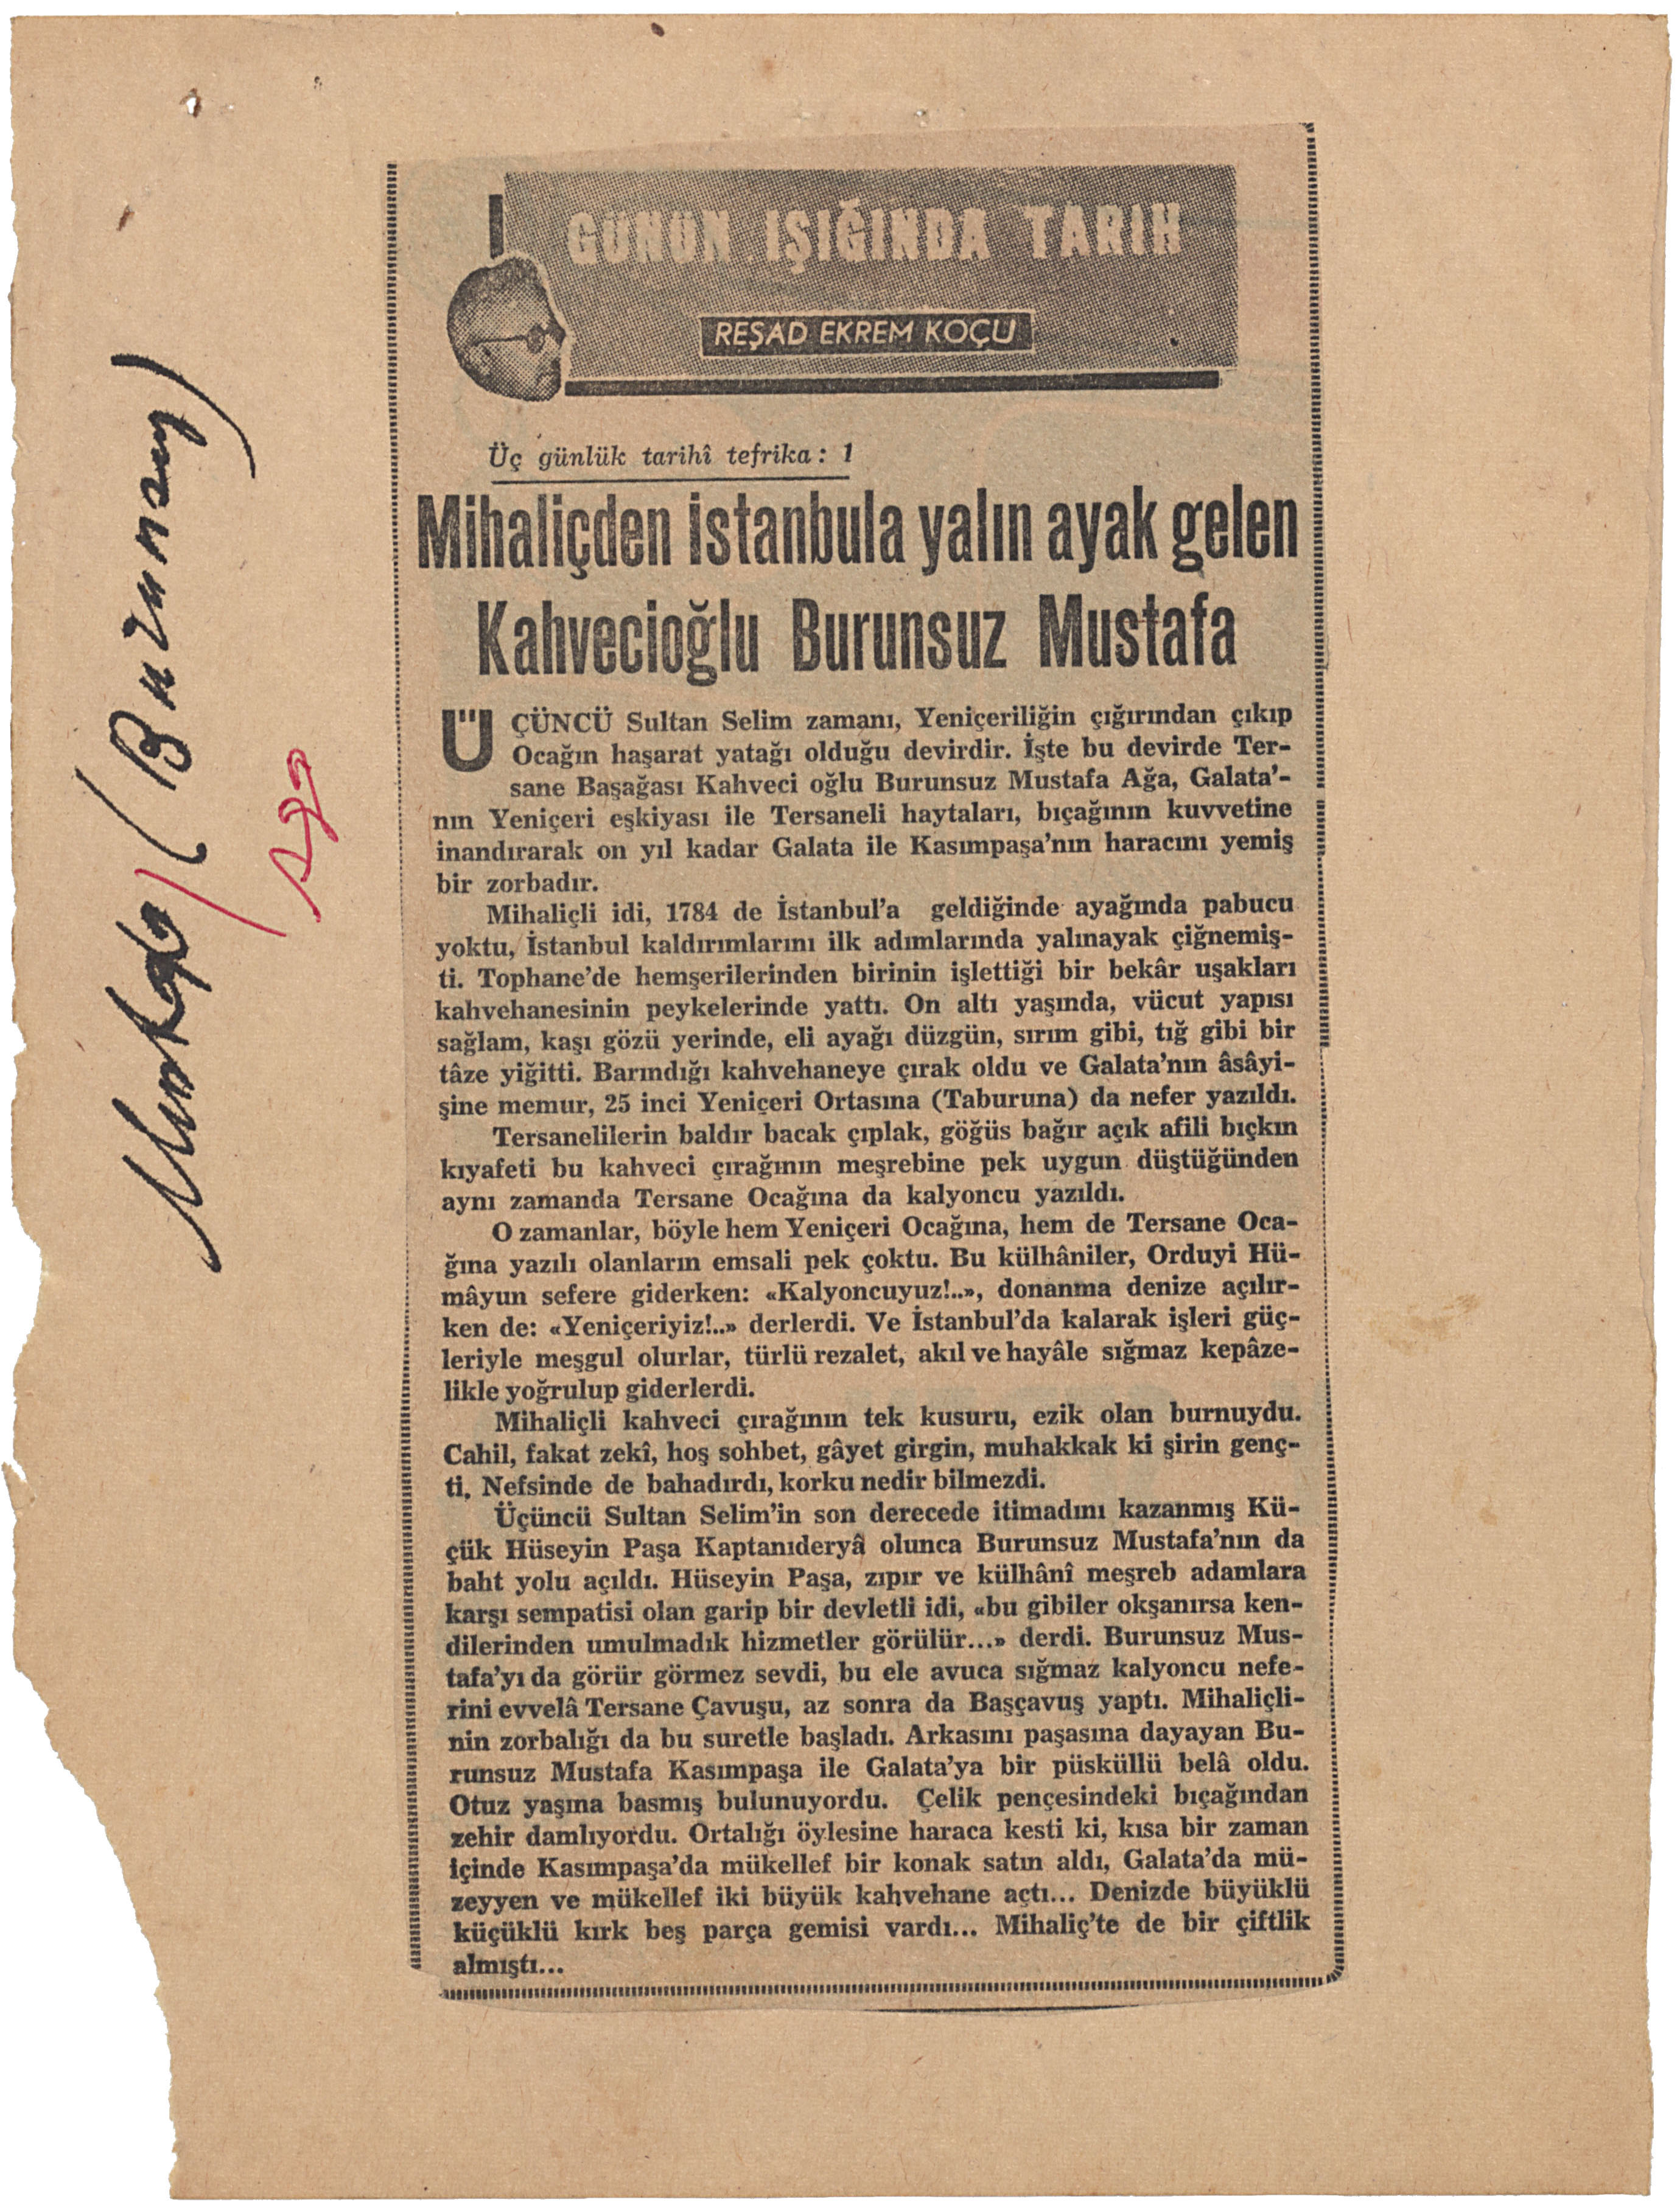 GÜNÜN IŞIĞINDA TARİH
REŞAD EKREM KOÇU
Üç günlük tarihî tefrika: 1
Mihaliçden istanbula yalın ayak gelen
Kahvecioğlu Burunsuz Mustafa
ÜÇÜNCÜ Sultan Selim zamanı, Yeniçeriliğin çığırından çıkıp
Ocağın haşarat yatağı olduğu devirdir. İşte bu devirde Ter-
sane Başağası Kahveci oğlu Burunsuz Mustafa Ağa, Galata'-
nın Yeniçeri eşkiyası ile Tersaneli haytaları, bıçağının kuvvetine
inandırarak on yıl kadar Galata ile Kasımpaşa'nın haracını yemiş
bir zorbadır.
Mihaliçli idi, 1784 de İstanbul'a geldiğinde ayağında pabucu
yoktu, İstanbul kaldırımlarını ilk adımlarında yalınayak çiğnemiş-
ti. Tophane'de hemşerilerinden birinin işlettiği bir bekâr uşakları
kahvehanesinin peykelerinde yattı. On altı yaşında, vücut yapısı
sağlam, kaşı gözü yerinde, eli ayağı düzgün, sırım gibi, tığ gibi bir
tâze yiğitti. Barındığı kahvehaneye çırak oldu ve Galata'nın âsâyi-
şine memur, 25 inci Yeniçeri Ortasına (Taburuna) da nefer yazıldı.
Tersanelilerin baldır bacak çıplak, göğüs bağır açık afili bıçkın
kıyafeti bu kahveci çırağının meşrebine pek uygun düştüğünden
aynı zamanda Tersane Ocağına da kalyoncu yazıldı.
O zamanlar, böyle hem Yeniçeri Ocağına, hem de Tersane Oca-
ğına yazılı olanların emsali pek çoktu. Bu külhâniler, Orduyi Hü-
mâyun sefere giderken: «Kalyoncuyuz!..», donanma denize açılır-
ken de: «Yeniçeriyiz!..» derlerdi. Ve İstanbul'da kalarak işleri güç-
leriyle meşgul olurlar, türlü rezalet, akıl ve hayâle sığmaz kepâze-
likle yoğrulup giderlerdi.
Mihaliçli kahveci çırağının tek kusuru, ezik olan burnuydu.
Cahil, fakat zekî, hoş sohbet, gâyet girgin, muhakkak ki şirin genç-
ti. Nefsinde de bahadırdı, korku nedir bilmezdi.
Üçüncü Sultan Selim'in son derecede itimadını kazanmış Kü-
çük Hüseyin Paşa Kaptanıderyâ olunca Burunsuz Mustafa'nın da
baht yolu açıldı. Hüseyin Paşa, zıpır ve külhânî meşreb adamlara
karşı sempatisi olan garip bir devletli idi, «bu gibiler okşanırsa ken-
dilerinden umulmadık hizmetler görülür...» derdi. Burunsuz Mus-
tafa'yı da görür görmez sevdi, bu ele avuca sığmaz kalyoncu nefe-
rini evvelâ Tersane Çavuşu, az sonra da Başçavuş yaptı. Mihaliçli-
nin zorbalığı da bu suretle başladı. Arkasını paşasına dayayan Bu-
runsuz Mustafa Kasımpaşa ile Galata'ya bir püsküllü belâ oldu.
Otuz yaşına basmış bulunuyordu. Çelik pençesindeki bıçağından
zehir damlıyordu. Ortalığı öylesine haraca kesti ki, kısa bir zaman
içinde Kasımpaşa'da mükellef bir konak satın aldı, Galata'da mü-
zeyyen ve mükellef iki büyük kahvehane açtı... Denizde büyüklü
küçüklü kırk beş parça gemisi vardı... Mihaliç'te de bir çiftlik
almıştı...
Mustafa (Burunsuz)
Ağa